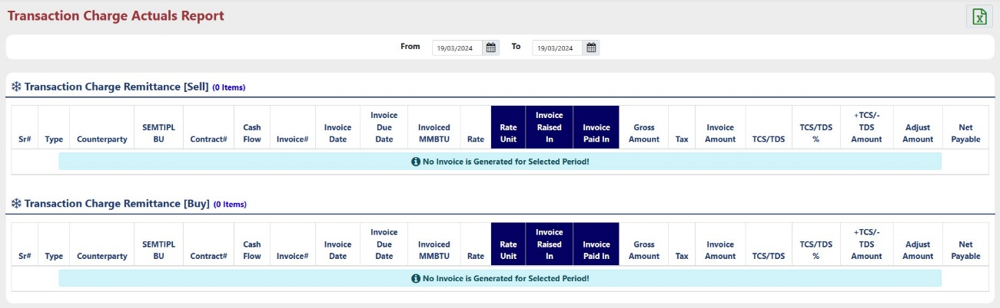 Transaction Charge Actuals Report
From 19/03/2024 To 19/03/2024
Transaction Charge Remittance [Sell] (0 Items)
Sr# Type Counterparty SEMTIPL BU Contract# Cash Flow Invoice# Invoice Date Invoice Due Date Invoiced MMBTU Rate Rate Unit Invoice Raised In Invoice Paid In Gross Amount Tax Invoice Amount TCS/TDS TCS/TDS % +TCS/-TDS Amount Adjust Amount Net Payable
No Invoice is Generated for Selected Period!
Transaction Charge Remittance [Buy] (0 Items)
Sr# Type Counterparty SEMTIPL BU Contract# Cash Flow Invoice# Invoice Date Invoice Due Date Invoiced MMBTU Rate Rate Unit Invoice Raised In Invoice Paid In Gross Amount Tax Invoice Amount TCS/TDS TCS/TDS % +TCS/-TDS Amount Adjust Amount Net Payable
No Invoice is Generated for Selected Period!